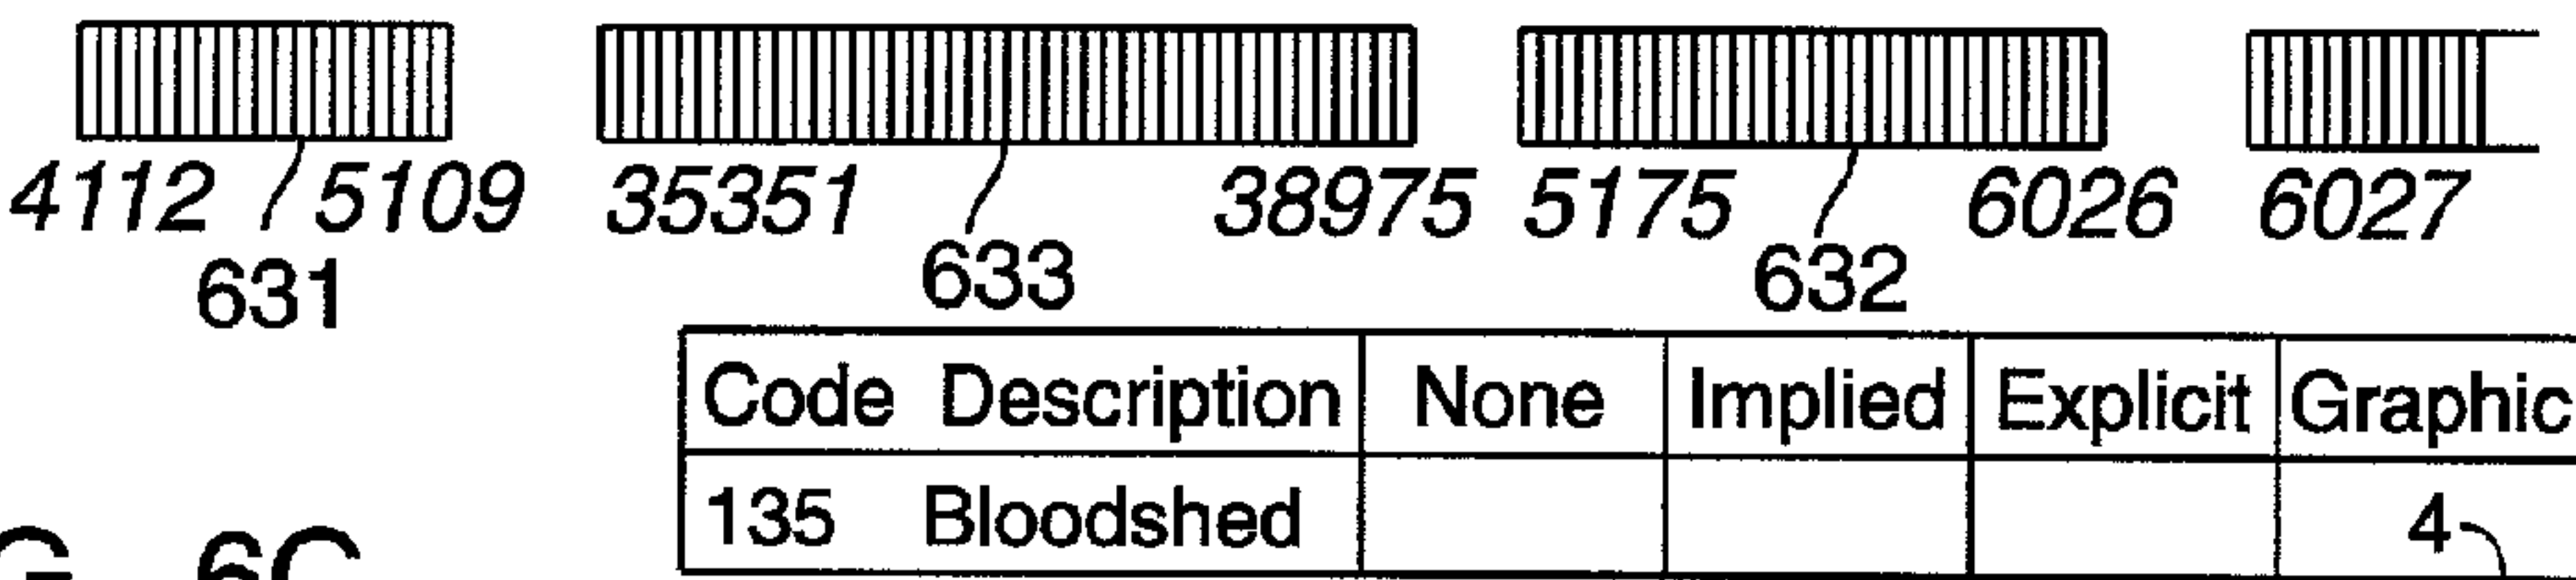 4112 5109 35351 38975 5175 6026 6027
631 633 632
Code Description None Implied Explicit Graphic
135 Bloodshed 4
6C